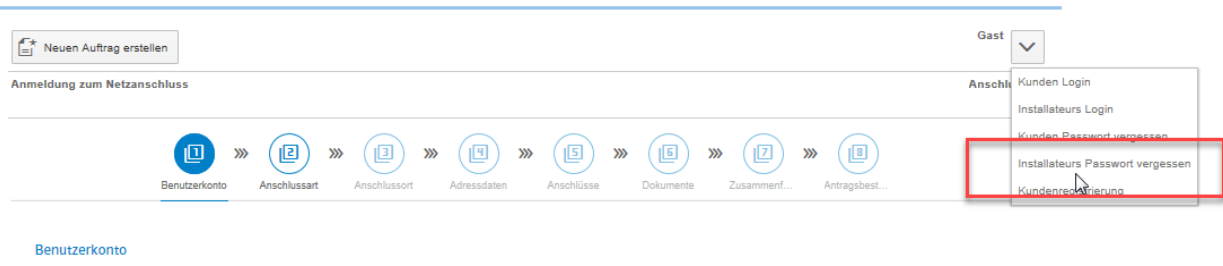 Neuen Auftrag erstellen
Gast
Anmeldung zum Netzanschluss
Kunden Login
Installateurs Login
Kunden Passwort vergessen
Installateurs Passwort vergessen
Kundenregistrierung
1 2 3 4 5 6 7 8
Benutzerkonto Anschlussart Anschlussort Adressdaten Anschlüsse Dokumente Zusammenf... Antragsbest...
Benutzerkonto